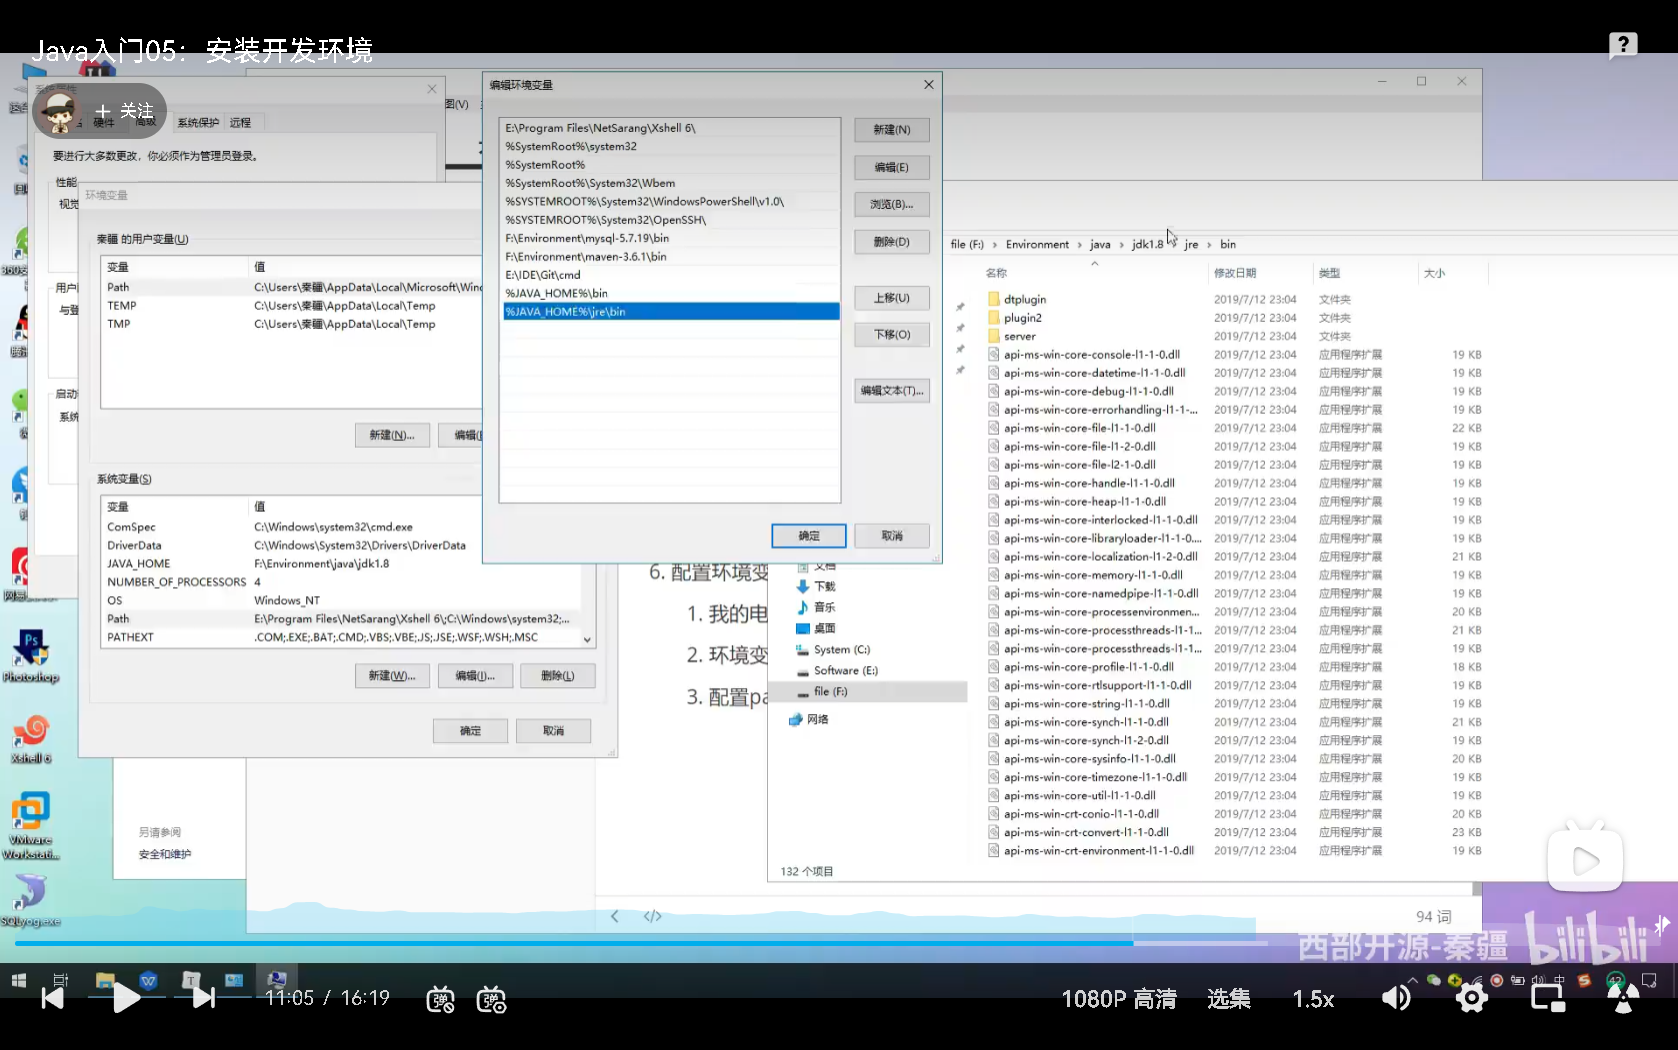 Java入门05：安装开发环境
+ 关注
硬件
高级
系统保护
远程
要进行大多数更改，你必须作为管理员登录。
性能
视觉
用户
与登
启动
系统
图(V)
环境变量
秦疆 的用户变量(U)
变量
值
Path
C:\Users\秦疆\AppData\Local\Microsoft\Winc
TEMP
C:\Users\秦疆\AppData\Local\Temp
TMP
C:\Users\秦疆\AppData\Local\Temp
新建(N)...
编辑(
系统变量(S)
变量
值
ComSpec
C:\Windows\system32\cmd.exe
DriverData
C:\Windows\System32\Drivers\DriverData
JAVA_HOME
F:\Environment\java\jdk1.8
NUMBER_OF_PROCESSORS
4
OS
Windows_NT
Path
E:\Program Files\NetSarang\Xshell 6\;C:\Windows\system32;...
PATHEXT
.COM;.EXE;.BAT;.CMD;.VBS;.VBE;.JS;.JSE;.WSF;.WSH;.MSC
新建(W)...
编辑(I)...
删除(L)
确定
取消
编辑环境变量
E:\Program Files\NetSarang\Xshell 6\
%SystemRoot%\system32
%SystemRoot%
%SystemRoot%\System32\Wbem
%SYSTEMROOT%\System32\WindowsPowerShell\v1.0\
%SYSTEMROOT%\System32\OpenSSH\
F:\Environment\mysql-5.7.19\bin
F:\Environment\maven-3.6.1\bin
E:\IDE\Git\cmd
%JAVA_HOME%\bin
%JAVA_HOME%\jre\bin
新建(N)
编辑(E)
浏览(B)...
删除(D)
上移(U)
下移(O)
编辑文本(T)...
确定
取消
6. 配置环境变
1. 我的电
2. 环境变
3. 配置pa
file (F:) › Environment › java › jdk1.8 › jre › bin
名称
修改日期
类型
大小
dtplugin 2019/7/12 23:04 文件夹
plugin2 2019/7/12 23:04 文件夹
server 2019/7/12 23:04 文件夹
api-ms-win-core-console-l1-1-0.dll 2019/7/12 23:04 应用程序扩展 19 KB
api-ms-win-core-datetime-l1-1-0.dll 2019/7/12 23:04 应用程序扩展 19 KB
api-ms-win-core-debug-l1-1-0.dll 2019/7/12 23:04 应用程序扩展 19 KB
api-ms-win-core-errorhandling-l1-1-... 2019/7/12 23:04 应用程序扩展 19 KB
api-ms-win-core-file-l1-1-0.dll 2019/7/12 23:04 应用程序扩展 22 KB
api-ms-win-core-file-l1-2-0.dll 2019/7/12 23:04 应用程序扩展 19 KB
api-ms-win-core-file-l2-1-0.dll 2019/7/12 23:04 应用程序扩展 19 KB
api-ms-win-core-handle-l1-1-0.dll 2019/7/12 23:04 应用程序扩展 19 KB
api-ms-win-core-heap-l1-1-0.dll 2019/7/12 23:04 应用程序扩展 19 KB
api-ms-win-core-interlocked-l1-1-0.dll 2019/7/12 23:04 应用程序扩展 19 KB
api-ms-win-core-libraryloader-l1-1-0.... 2019/7/12 23:04 应用程序扩展 19 KB
api-ms-win-core-localization-l1-2-0.dll 2019/7/12 23:04 应用程序扩展 21 KB
api-ms-win-core-memory-l1-1-0.dll 2019/7/12 23:04 应用程序扩展 19 KB
api-ms-win-core-namedpipe-l1-1-0.dll 2019/7/12 23:04 应用程序扩展 19 KB
api-ms-win-core-processenvironmen... 2019/7/12 23:04 应用程序扩展 20 KB
api-ms-win-core-processthreads-l1-1... 2019/7/12 23:04 应用程序扩展 21 KB
api-ms-win-core-processthreads-l1-1... 2019/7/12 23:04 应用程序扩展 19 KB
api-ms-win-core-profile-l1-1-0.dll 2019/7/12 23:04 应用程序扩展 18 KB
api-ms-win-core-rtlsupport-l1-1-0.dll 2019/7/12 23:04 应用程序扩展 19 KB
api-ms-win-core-string-l1-1-0.dll 2019/7/12 23:04 应用程序扩展 19 KB
api-ms-win-core-synch-l1-1-0.dll 2019/7/12 23:04 应用程序扩展 21 KB
api-ms-win-core-synch-l1-2-0.dll 2019/7/12 23:04 应用程序扩展 19 KB
api-ms-win-core-sysinfo-l1-1-0.dll 2019/7/12 23:04 应用程序扩展 20 KB
api-ms-win-core-timezone-l1-1-0.dll 2019/7/12 23:04 应用程序扩展 19 KB
api-ms-win-core-util-l1-1-0.dll 2019/7/12 23:04 应用程序扩展 19 KB
api-ms-win-crt-conio-l1-1-0.dll 2019/7/12 23:04 应用程序扩展 20 KB
api-ms-win-crt-convert-l1-1-0.dll 2019/7/12 23:04 应用程序扩展 23 KB
api-ms-win-crt-environment-l1-1-0.dll 2019/7/12 23:04 应用程序扩展 19 KB
文档
下载
音乐
桌面
System (C:)
Software (E:)
file (F:)
网络
132 个项目
Photoshop
Xshell 6
VMware
Workstati...
SQLyog.exe
另请参阅
安全和维护
</>
94 词
西部开源-秦疆
bilibili
中
11:05 / 16:19
弹
弹
1080P 高清
选集
1.5x